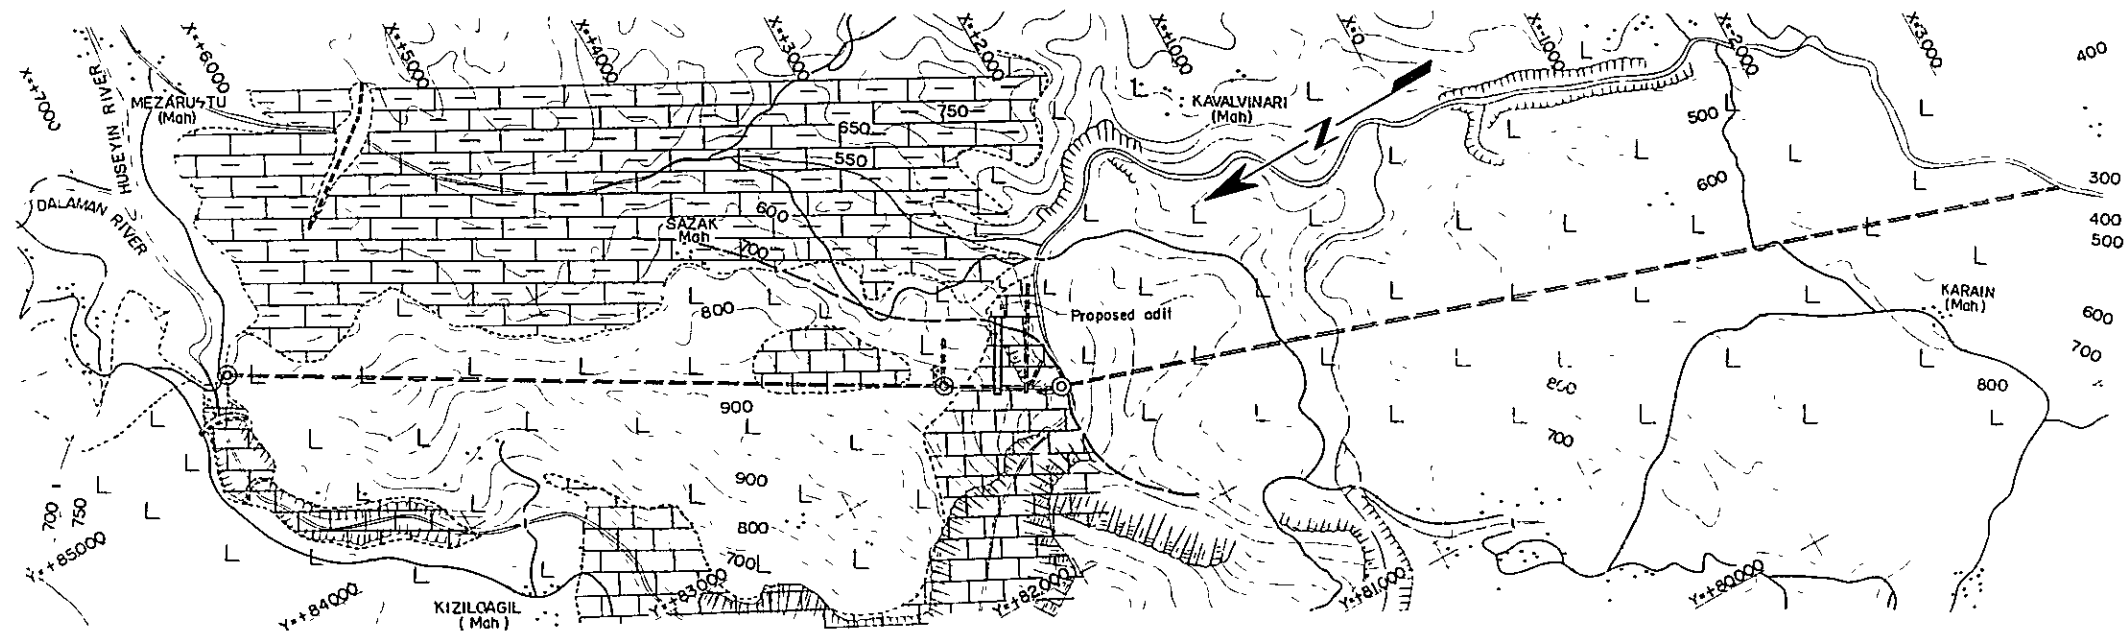 X=+7000
X=+6000
X=+5000
X=+4000
X=+3000
X=+2000
X=+1000
X=0
X=-1000
X=-2000
X=-3000
400
HUSEYIN RIVER
MEZARUSTU
(Mah)
750
650
550
KAVALVINARI
(Mah)
N
500
600
300
400
500
DALAMAN RIVER
600
SAZAK
Mah
700
800
Proposed adit
KARAIN
(Mah)
600
700
800
900
800
700
900
800
700
700
750
Y=+85000
Y=+84000
KIZILOAGIL
(Mah)
Y=+83000
Y=+82000
Y=+81000
Y=+80000